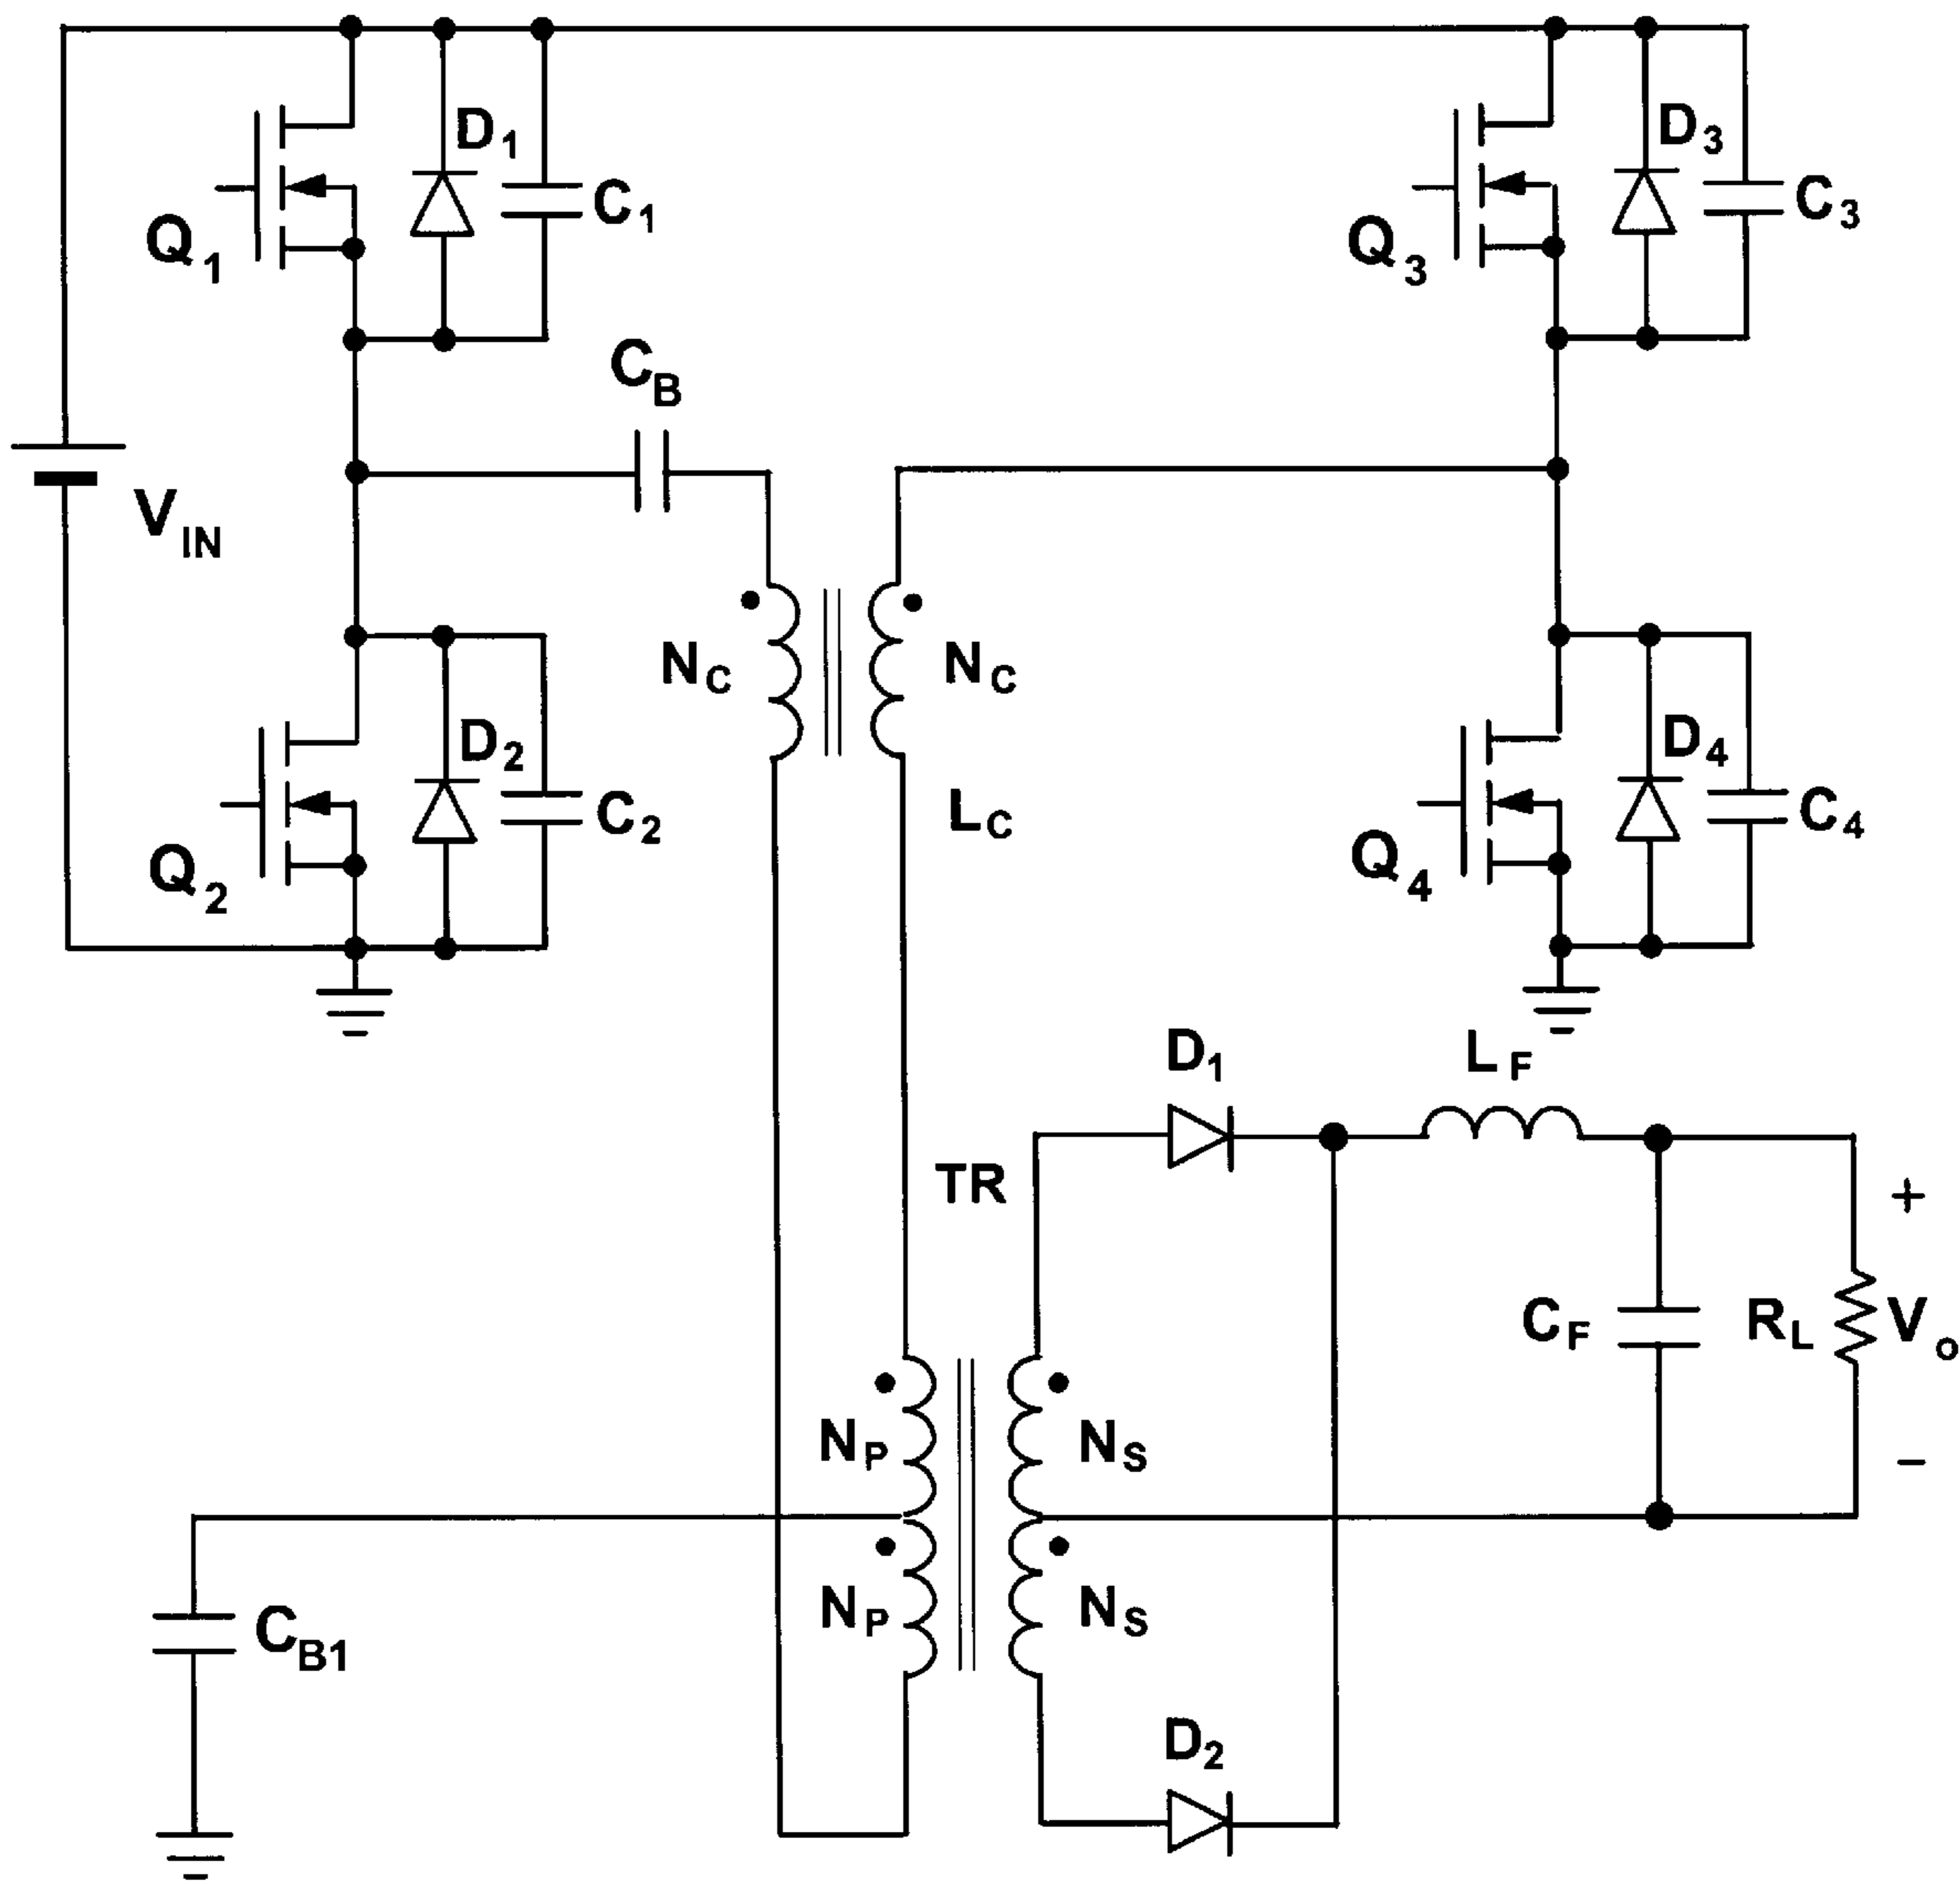 D1
C1
Q1
D3
C3
Q3
CB
VIN
NC
NC
D2
C2
Q2
LC
D4
C4
Q4
D1
LF
TR
+
CF
RL
Vo
NP
NS
−
NP
NS
CB1
D2